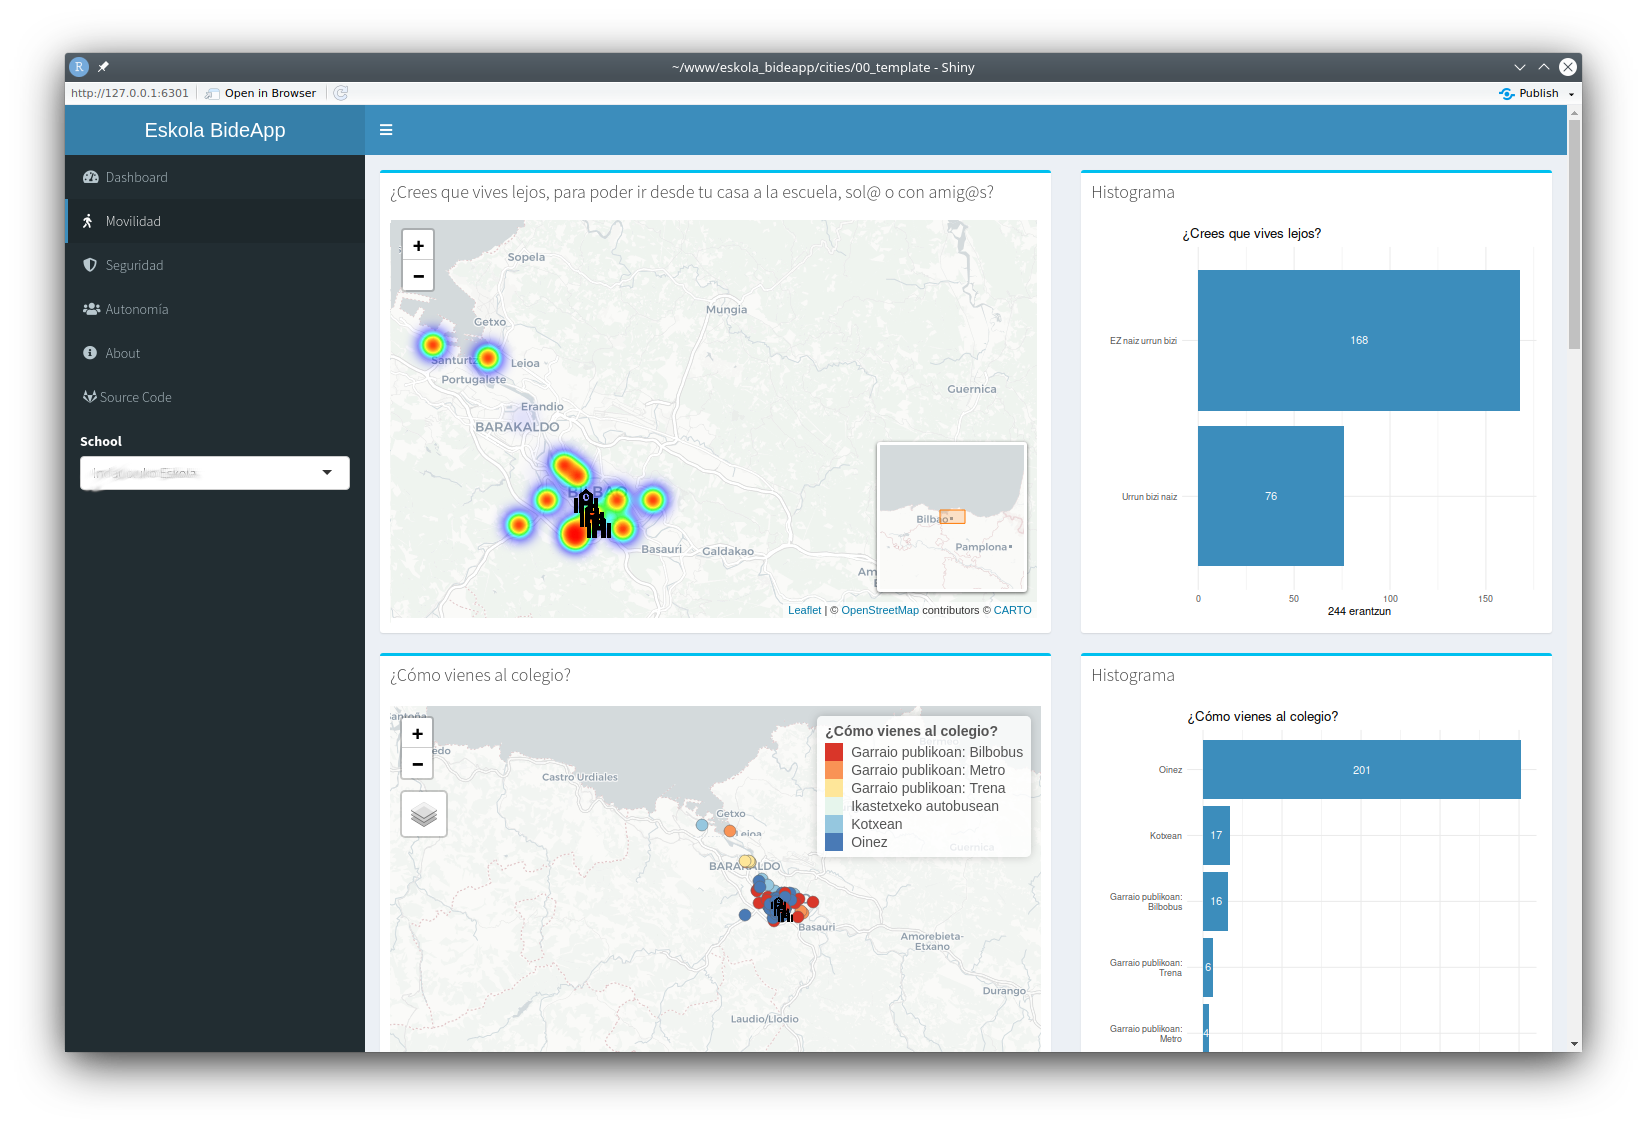 ~/www/eskola_bideapp/cities/00_template - Shiny
http://127.0.0.1:6301
Open in Browser
Publish
Eskola BideApp
Dashboard
Movilidad
Seguridad
Autonomía
About
Source Code
School
Eskola
¿Crees que vives lejos, para poder ir desde tu casa a la escuela, sol@ o con amig@s?
+
−
Sopela
Mungia
Getxo
Leioa
Portugalete
Guernica
Erandio
BARAKALDO
BILBAO
Basauri
Galdakao
Bilbao
Pamplona
Leaflet | © OpenStreetMap contributors © CARTO
Histograma
¿Crees que vives lejos?
EZ naiz urrun bizi
168
Urrun bizi naiz
76
0 50 100 150
244 erantzun
¿Cómo vienes al colegio?
+
−
Castro Urdiales
Getxo
Leioa
Guernica
BARAKALDO
Basauri
Amorebieta-
Etxano
Durango
Laudio/Llodio
¿Cómo vienes al colegio?
Garraio publikoan: Bilbobus
Garraio publikoan: Metro
Garraio publikoan: Trena
Ikastetxeko autobusean
Kotxean
Oinez
Histograma
¿Cómo vienes al colegio?
Oinez
201
Kotxean
17
Garraio publikoan:
Bilbobus
16
Garraio publikoan:
Trena
6
Garraio publikoan:
Metro
4